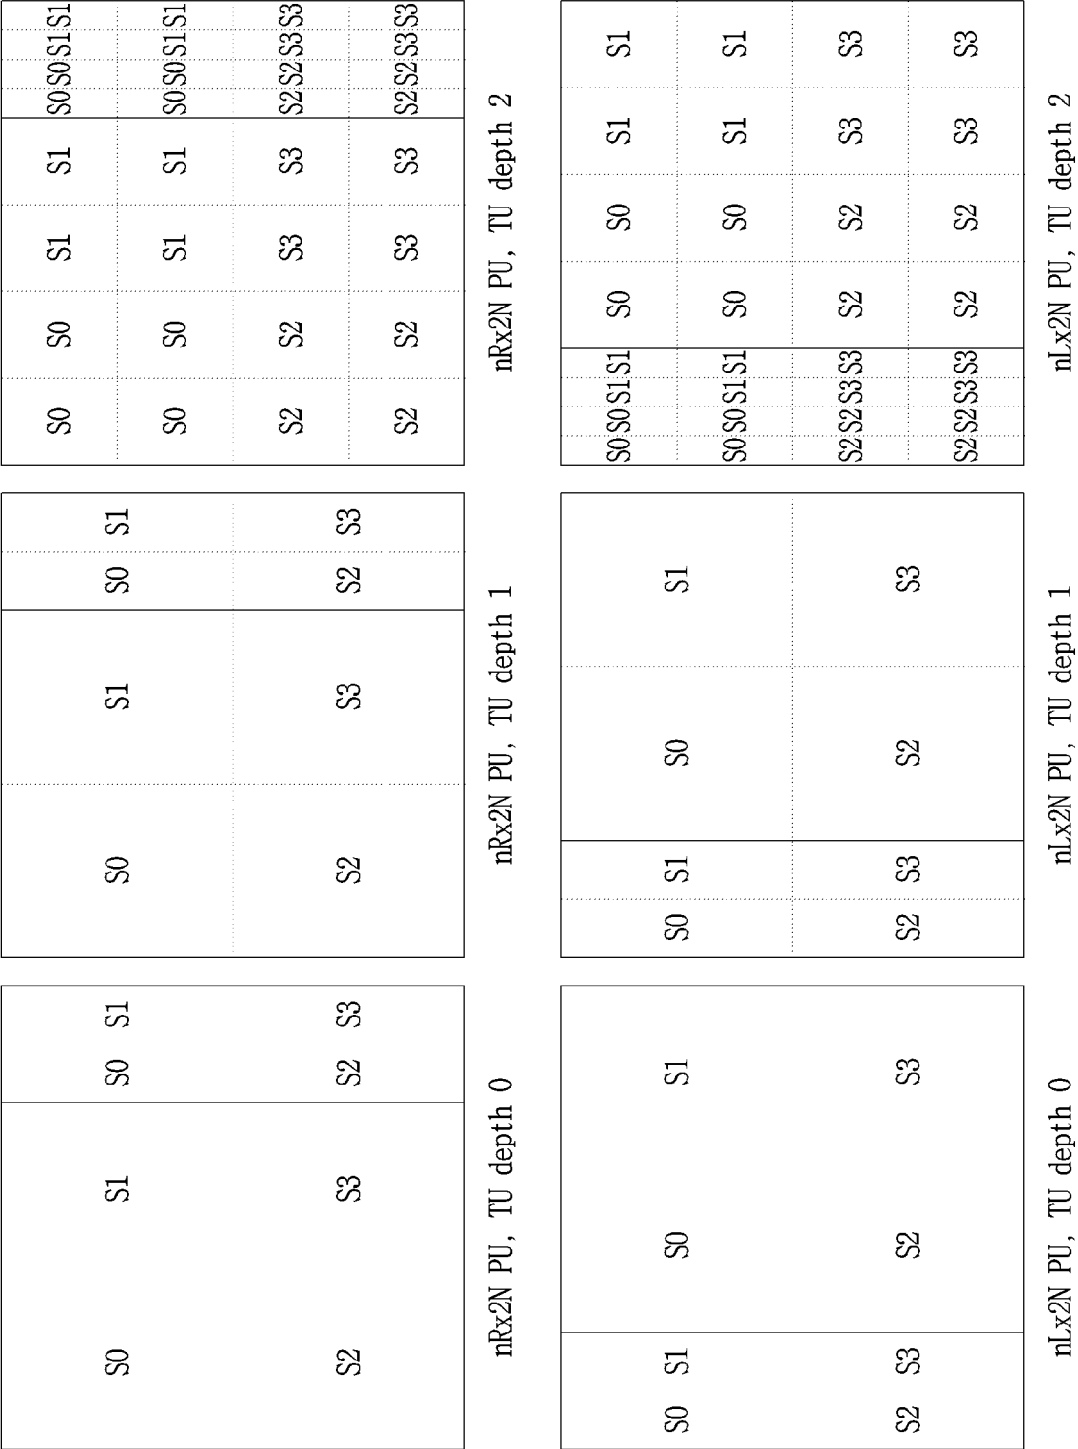 S0 S1 S0 S1
S2 S3 S2 S3
nRx2N PU, TU depth 0
S0 S1 S0 S1
S2 S3 S2 S3
nRx2N PU, TU depth 1
S0 S0 S1 S1 S0 S0 S1 S1
S0 S0 S1 S1 S0 S0 S1 S1
S2 S2 S3 S3 S2 S2 S3 S3
S2 S2 S3 S3 S2 S2 S3 S3
nRx2N PU, TU depth 2
S0 S1 S0 S1
S2 S3 S2 S3
nLx2N PU, TU depth 0
S0 S1 S0 S1
S2 S3 S2 S3
nLx2N PU, TU depth 1
S0 S0 S1 S1 S0 S0 S1 S1
S0 S0 S1 S1 S0 S0 S1 S1
S2 S2 S3 S3 S2 S2 S3 S3
S2 S2 S3 S3 S2 S2 S3 S3
nLx2N PU, TU depth 2